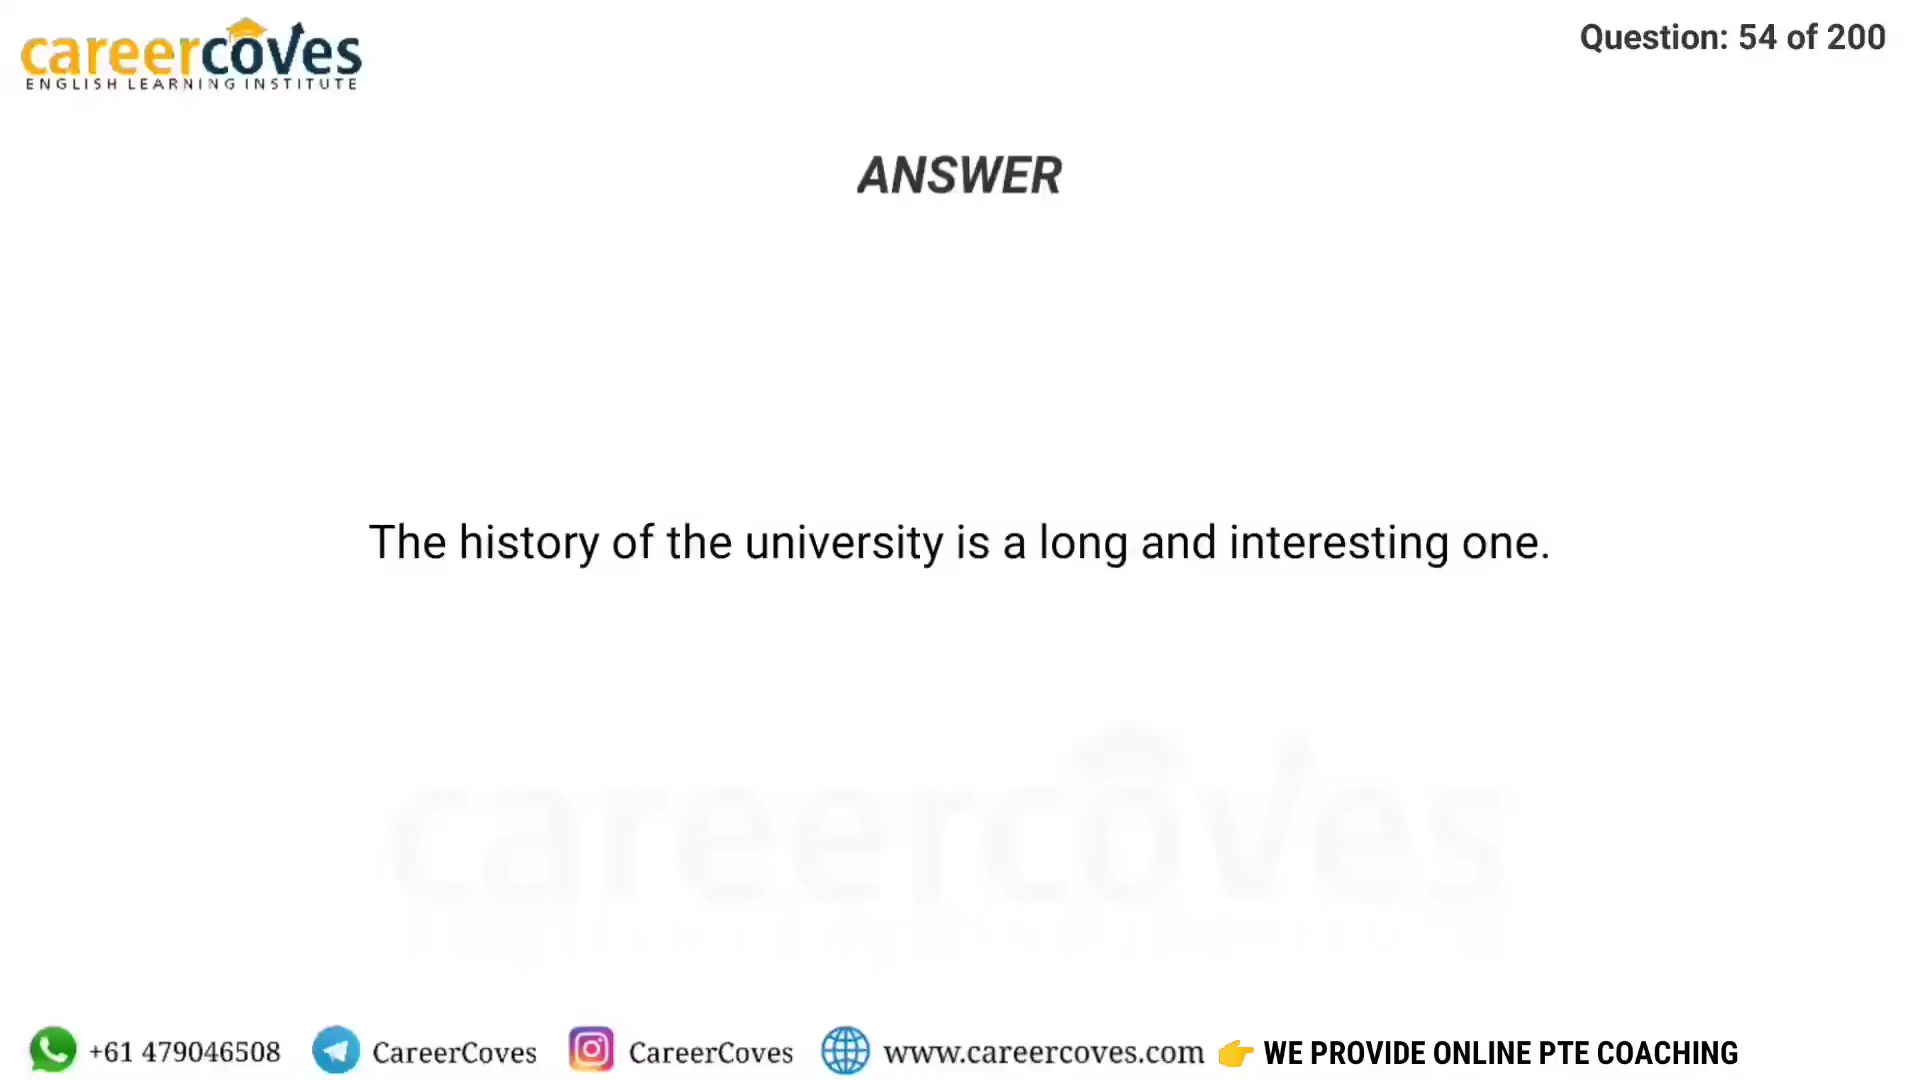 careercoves
ENGLISH LEARNING INSTITUTE
Question: 54 of 200
ANSWER
The history of the university is a long and interesting one.
careercoves
+61 479046508 CareerCoves CareerCoves www.careercoves.com 👉 WE PROVIDE ONLINE PTE COACHING